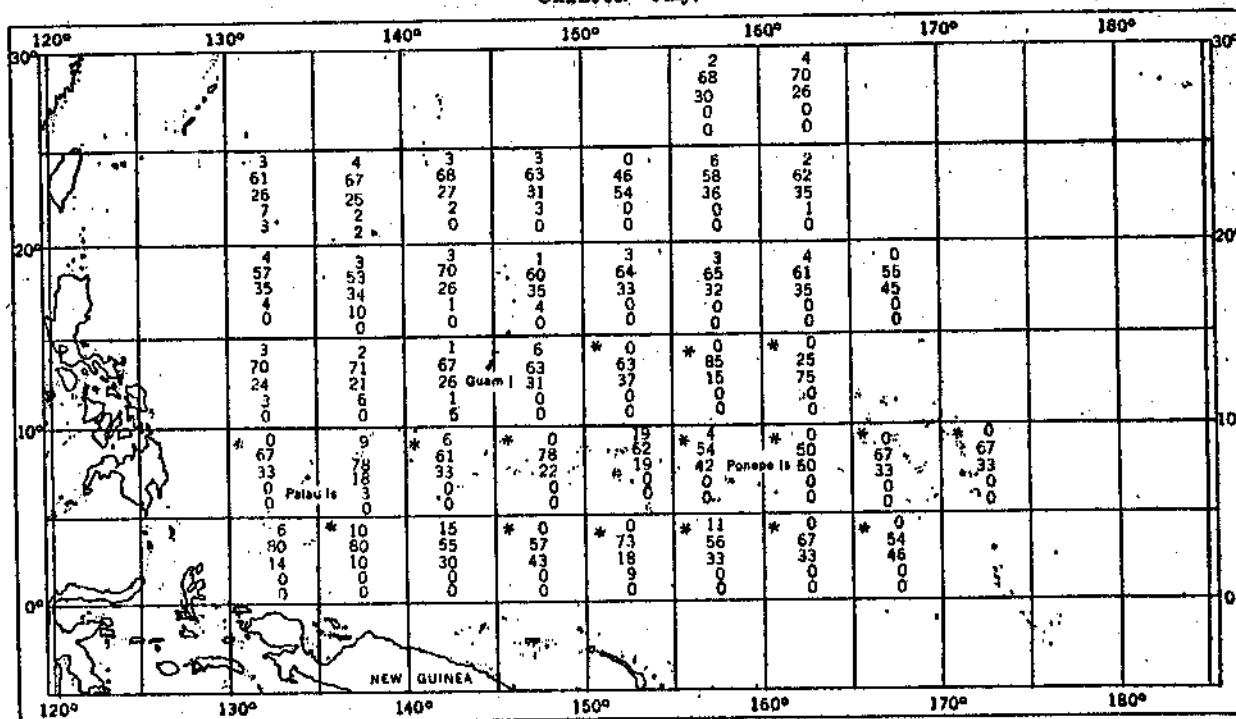 120° 130° 140° 150° 160° 170° 180°
30° 2 4 30°
68 70
30 26
0 0
0 0
3 4 3 3 0 6 2
61 67 68 63 46 58 62
26 25 27 31 54 36 35
7 2 2 3 0 0 1
3 2 0 0 0 0 0
20° 20°
4 3 3 1 3 3 4 0
57 53 70 60 64 65 61 55
35 34 26 35 33 32 35 45
4 10 1 4 0 0 0 0
0 0 0 0 0 0 0 0
3 2 1 6 * 0 * 0 * 0
70 71 67 63 63 85 25
24 21 26 Guam I 31 37 15 75
3 6 1 0 0 0 0
0 0 5 0 0 0 0
10° 10°
* 0 9 * 6 * 0 19 * 4 * 0 * 0 * 0
67 78 61 78 62 54 50 67 67
33 18 33 22 19 42 Ponape Is 50 33 33
0 Palau Is 3 0 0 0 0 0 0 0
0 0 0 0 0 0 0 0 0
6 * 10 15 * 0 * 0 * 11 * 0 * 0
80 80 55 57 73 56 67 54
14 10 30 43 18 33 33 46
0 0 0 0 9 0 0 0
0 0 0 0 0 0 0 0
0° 0°
NEW GUINEA
120° 130° 140° 150° 160° 170° 180°